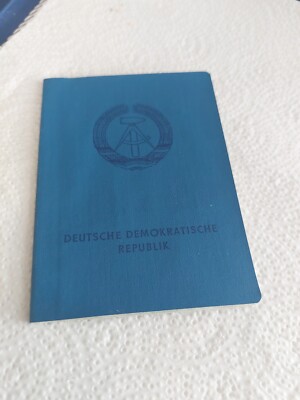 DEUTSCHE DEMOKRATISCHE
REPUBLIK